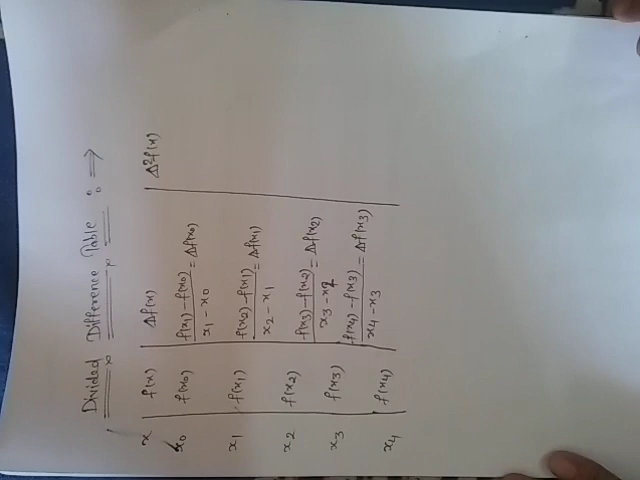 Divided Difference Table :⇒
x f(x) Δf(x) Δ²f(x)
x₀ f(x₀) f(x₁)-f(x₀)/x₁-x₀ = Δf(x₀)
x₁ f(x₁) f(x₂)-f(x₁)/x₂-x₁ = Δf(x₁)
x₂ f(x₂) f(x₃)-f(x₂)/x₃-x₂ = Δf(x₂)
x₃ f(x₃) f(x₄)-f(x₃)/x₄-x₃ = Δf(x₃)
x₄ f(x₄)